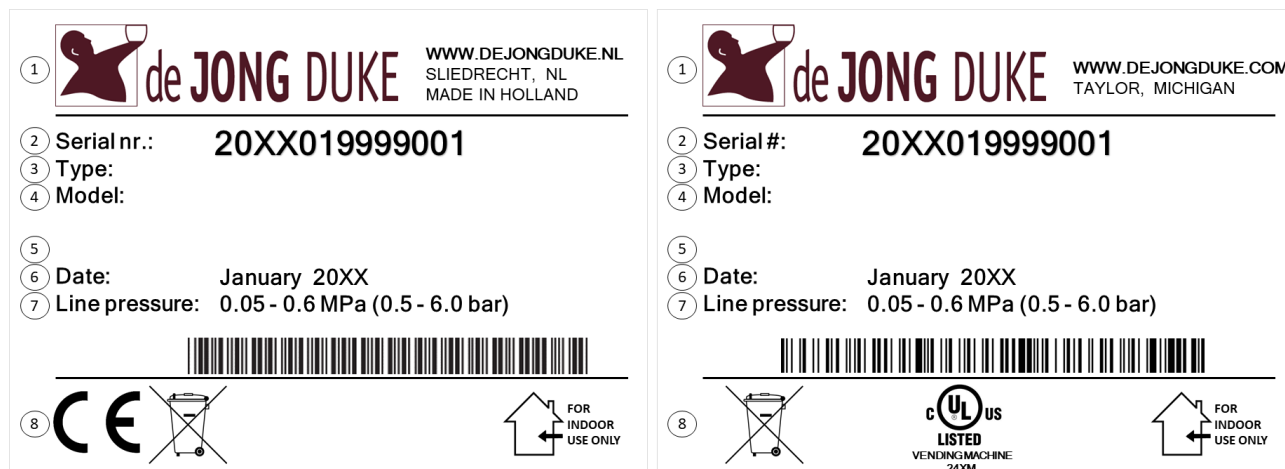 1
de JONG DUKE
WWW.DEJONGDUKE.NL
SLIEDRECHT, NL
MADE IN HOLLAND
2 Serial nr.: 20XX019999001
3 Type:
4 Model:
5
6 Date: January 20XX
7 Line pressure: 0.05 - 0.6 MPa (0.5 - 6.0 bar)
8
CE
FOR
INDOOR
USE ONLY
1
de JONG DUKE
WWW.DEJONGDUKE.COM
TAYLOR, MICHIGAN
2 Serial #: 20XX019999001
3 Type:
4 Model:
5
6 Date: January 20XX
7 Line pressure: 0.05 - 0.6 MPa (0.5 - 6.0 bar)
8
C UL ® US
LISTED
VENDING MACHINE
24XM
FOR
INDOOR
USE ONLY